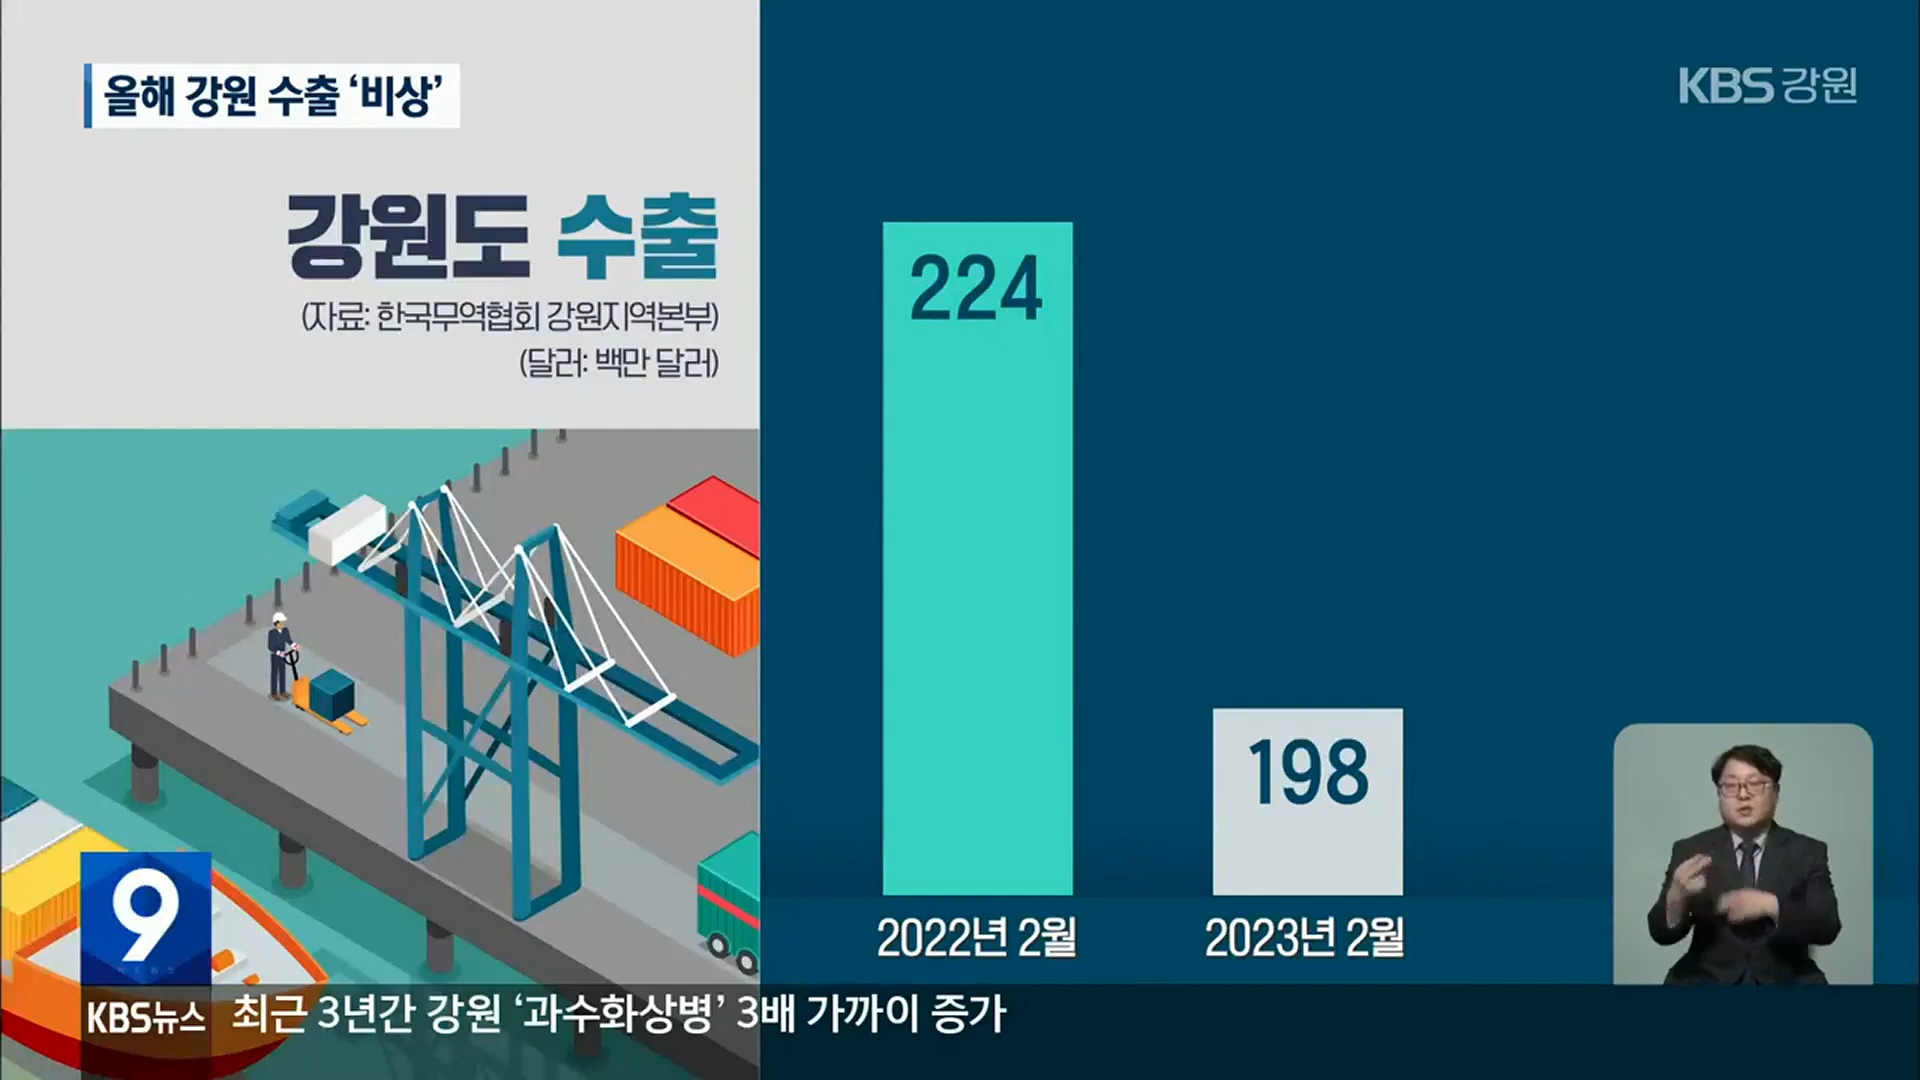 올해 강원 수출 ‘비상’
KBS 강원
강원도 수출
(자료: 한국무역협회 강원지역본부)
(달러: 백만 달러)
224
198
2022년 2월
2023년 2월
9
NEWS
KBS뉴스
최근 3년간 강원 ‘과수화상병’ 3배 가까이 증가